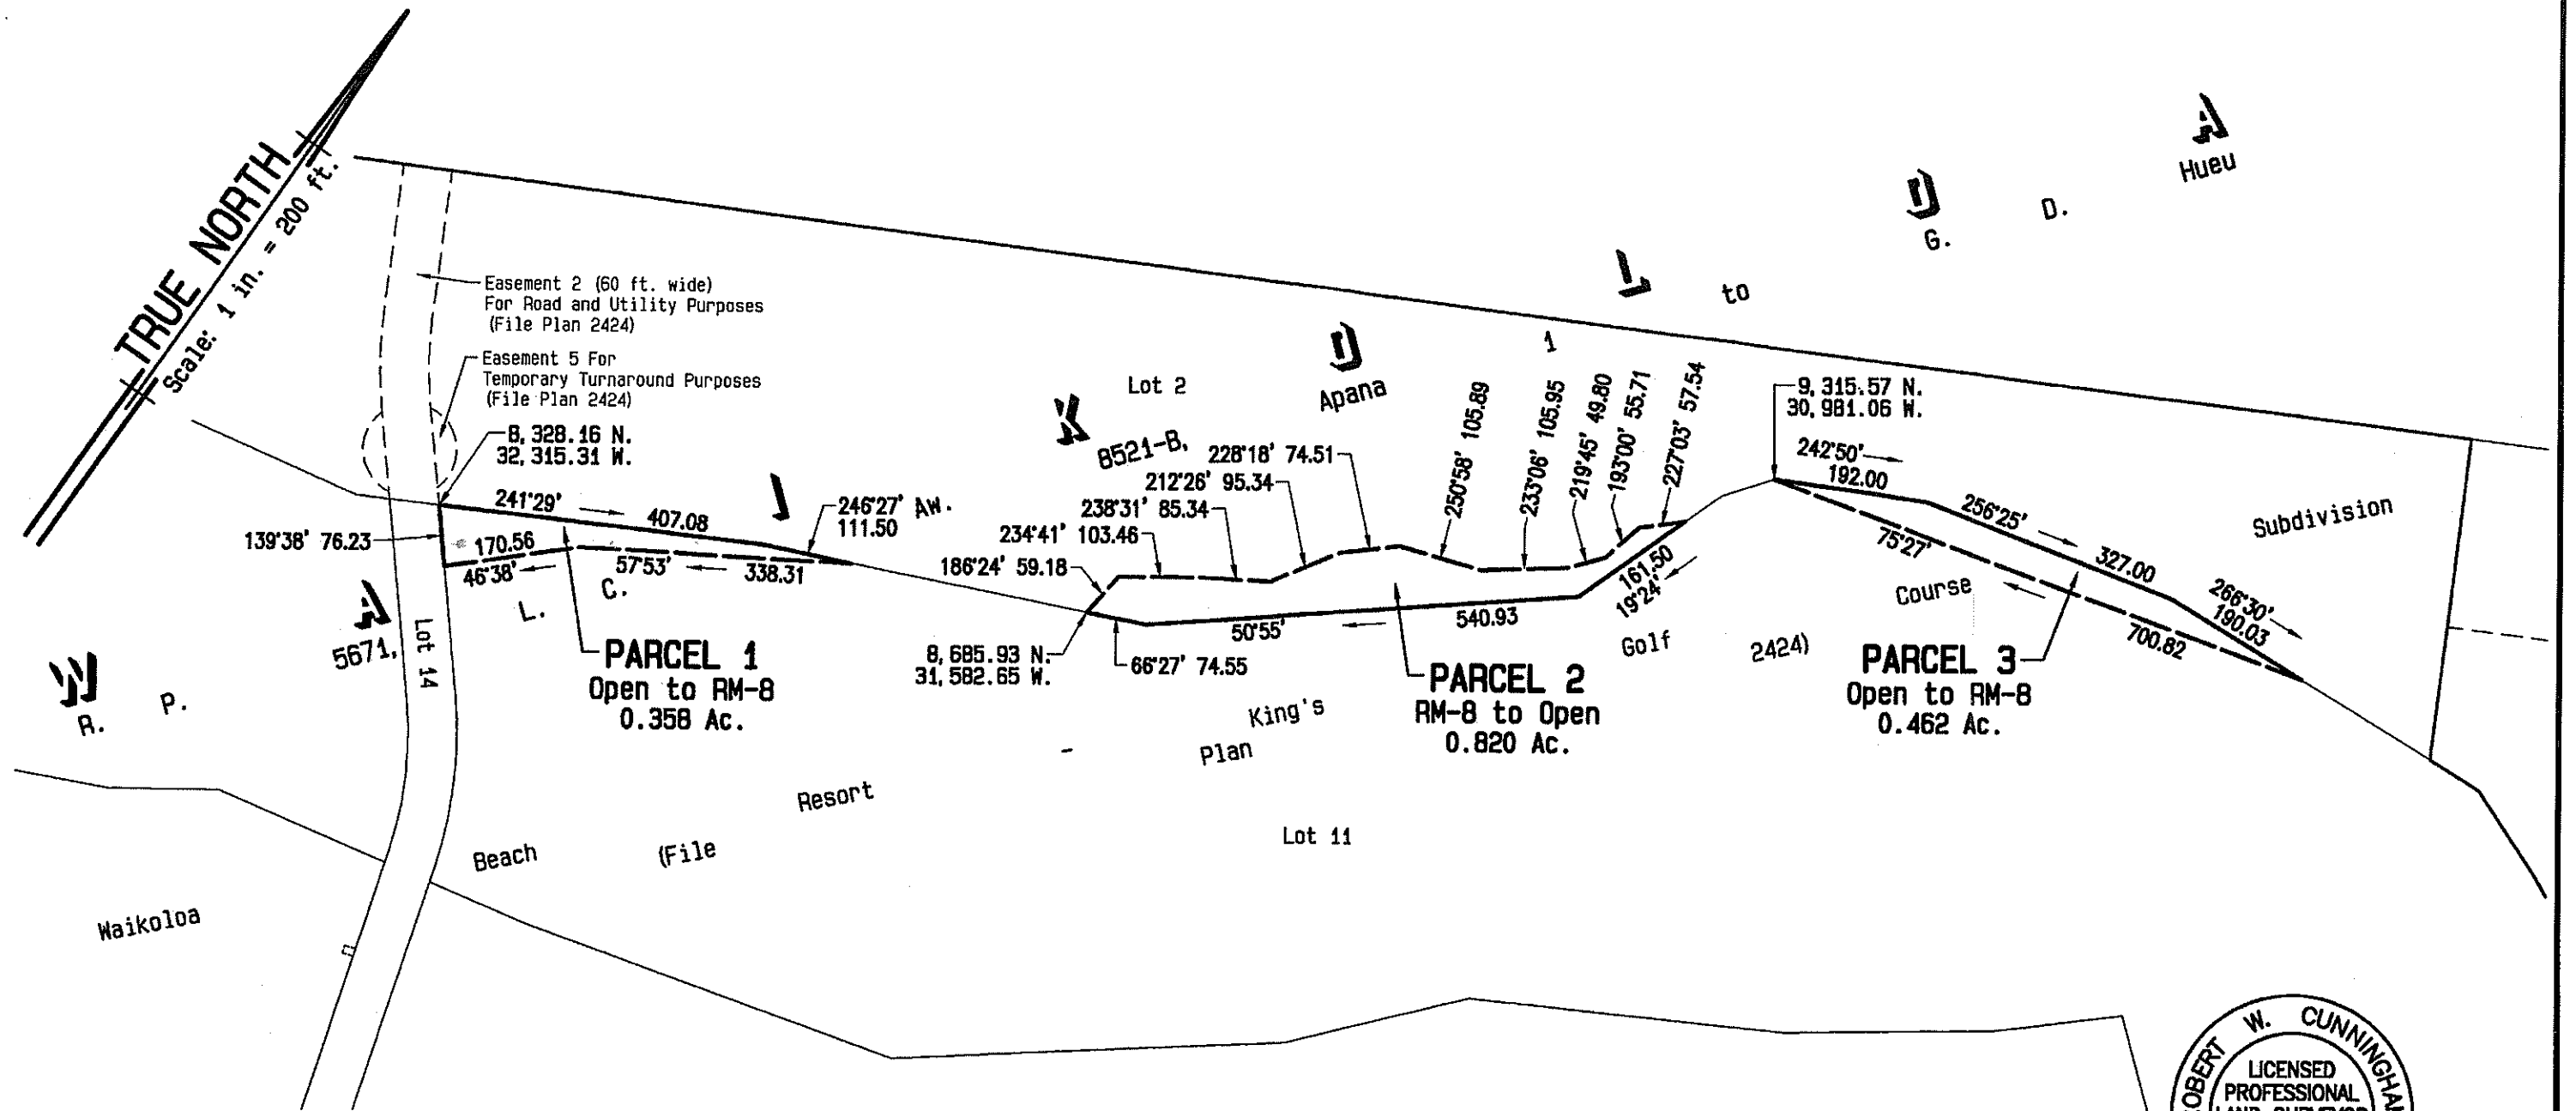 TRUE NORTH
Scale: 1 in. = 200 ft.
Easement 2 (60 ft. wide)
For Road and Utility Purposes
(File Plan 2424)
Easement 5 For
Temporary Turnaround Purposes
(File Plan 2424)
8,328.16 N.
32,315.31 W.
241°29'
407.08
246°27' AW.
111.50
139°38' 76.23
170.56
46°38'
57°53'
338.31
L. C.
A
5671,
Lot 14
W
R. P.
PARCEL 1
Open to RM-8
0.358 Ac.
Lot 2
K
8521-B,
Apana
1
L
to
G. D.
A
Hueu
186°24' 59.18
234°41' 103.46
238°31' 85.34
212°26' 95.34
228°18' 74.51
250°58' 105.89
233°06' 105.95
219°45' 49.80
193°00' 55.71
227°03' 57.54
161.50
19°24'
540.93
50°55'
66°27' 74.55
8,685.93 N.
31,582.65 W.
PARCEL 2
RM-8 to Open
0.820 Ac.
9,315.57 N.
30,981.06 W.
242°50'
192.00
256°25'
327.00
266°30'
190.03
75°27'
700.82
PARCEL 3
Open to RM-8
0.462 Ac.
Subdivision
Waikoloa
Beach
Resort
-
King's
Golf
Course
(File
Plan
2424)
Lot 11
ROBERT W. CUNNINGHAM
LICENSED
PROFESSIONAL
LAND SURVEYOR